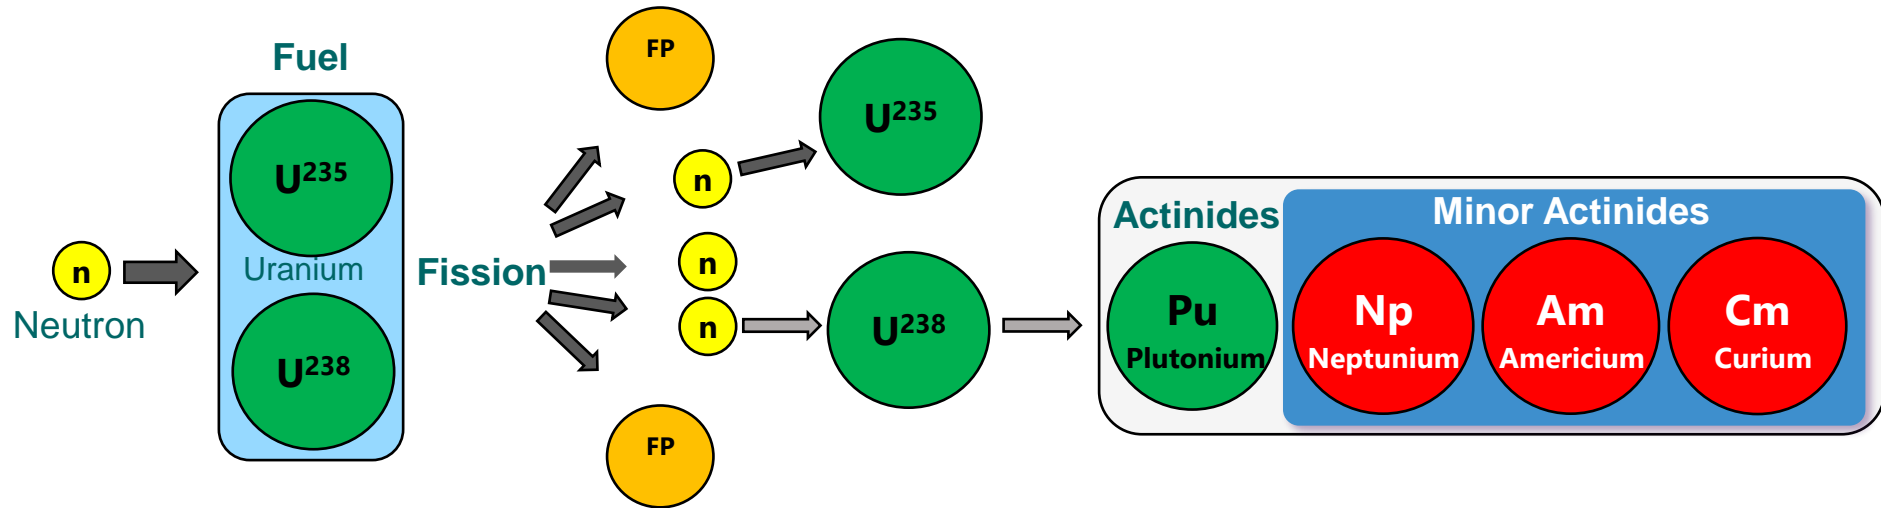 Fuel
U²³⁵
Uranium
U²³⁸
n
Neutron
Fission
FP
n
n
n
FP
U²³⁵
U²³⁸
Actinides
Minor Actinides
Pu
Plutonium
Np
Neptunium
Am
Americium
Cm
Curium